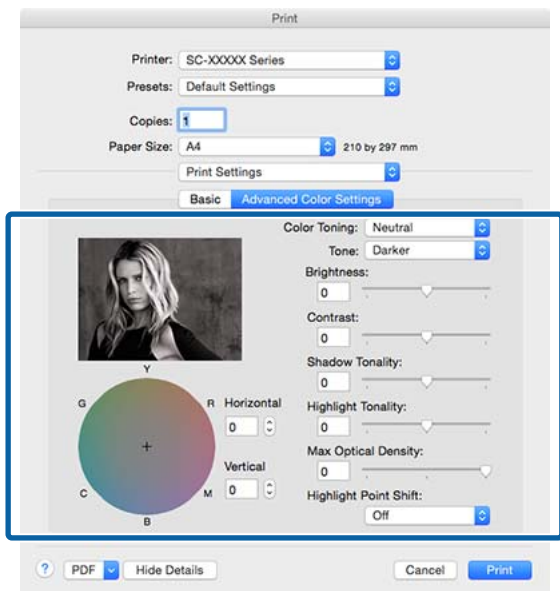 Print
Printer: SC-XXXXX Series
Presets: Default Settings
Copies: 1
Paper Size: A4 210 by 297 mm
Print Settings
Basic Advanced Color Settings
Color Toning: Neutral
Tone: Darker
Brightness:
0
Contrast:
0
Shadow Tonality:
0
Highlight Tonality:
0
Max Optical Density:
0
Highlight Point Shift:
Off
Y
G R
C M
B
Horizontal
0
Vertical
0
? PDF Hide Details Cancel Print